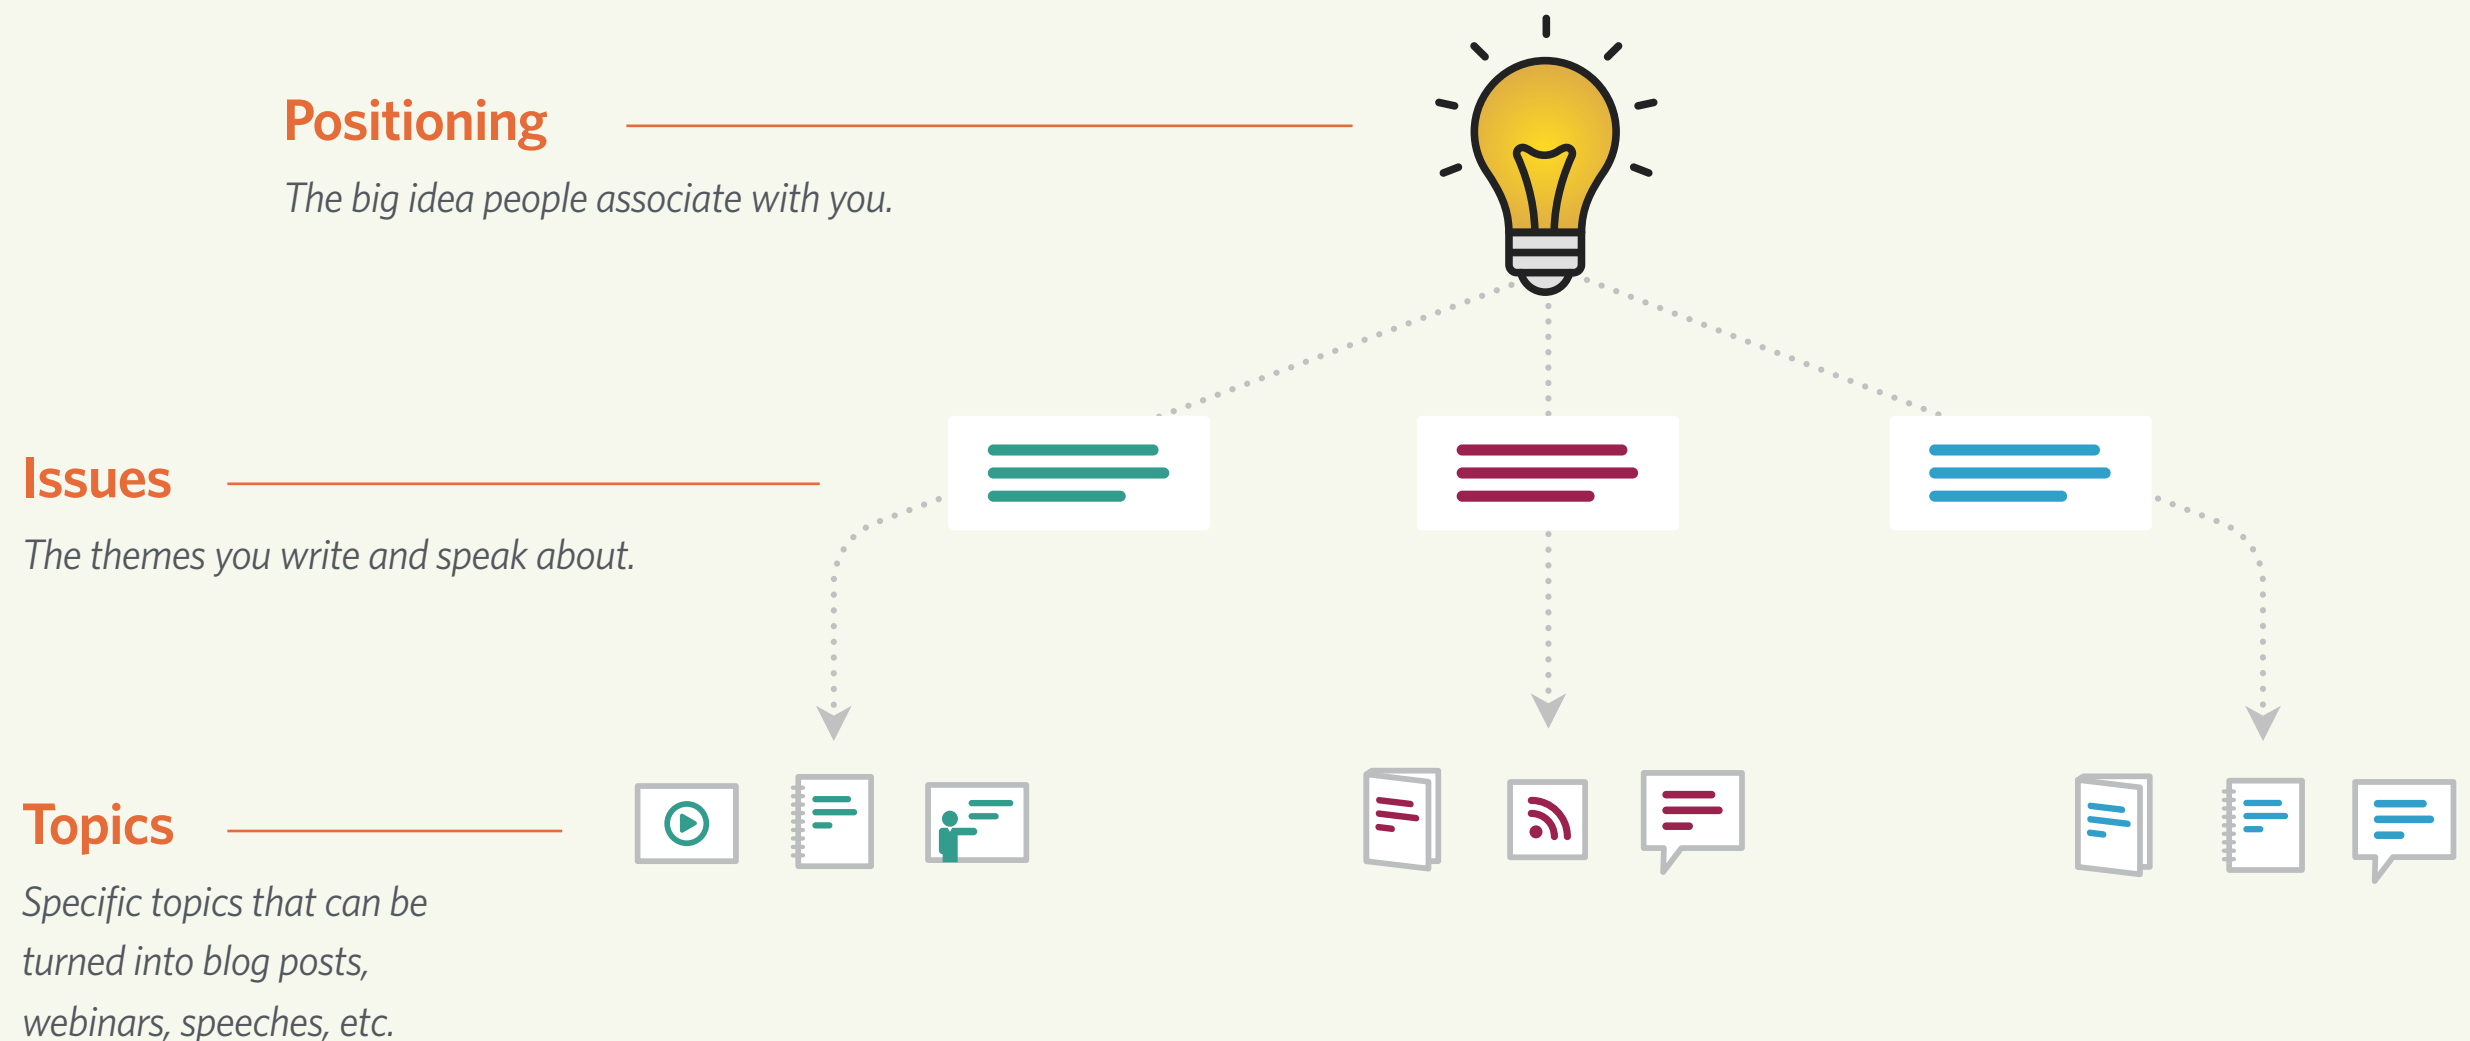 Positioning
The big idea people associate with you.
Issues
The themes you write and speak about.
Topics
Specific topics that can be
turned into blog posts,
webinars, speeches, etc.